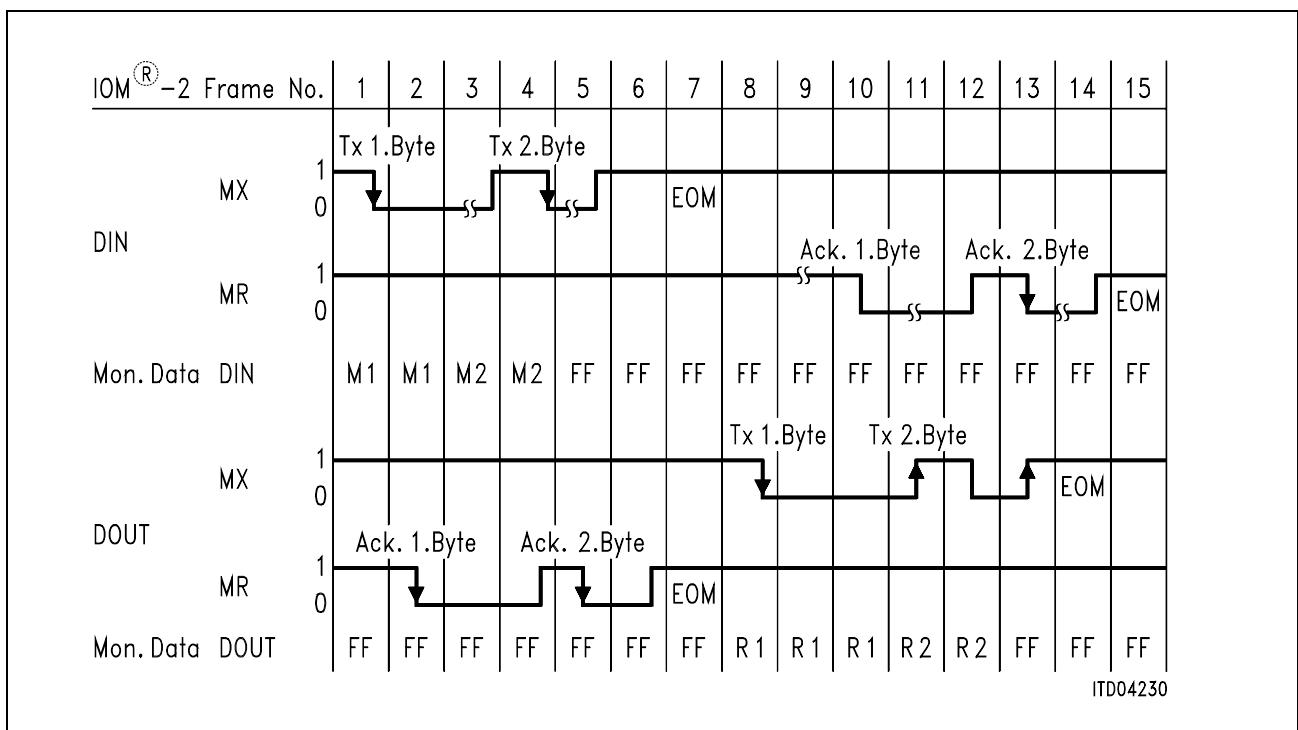 IOM®-2 Frame No. 1 2 3 4 5 6 7 8 9 10 11 12 13 14 15
Tx 1.Byte Tx 2.Byte
1
MX
0
EOM
DIN
Ack. 1.Byte Ack. 2.Byte
1
MR
0
EOM
Mon. Data DIN M1 M1 M2 M2 FF FF FF FF FF FF FF FF FF FF FF
Tx 1.Byte Tx 2.Byte
1
MX
0
EOM
DOUT
Ack. 1.Byte Ack. 2.Byte
1
MR
0
EOM
Mon. Data DOUT FF FF FF FF FF FF FF R1 R1 R1 R2 R2 FF FF FF
ITD04230